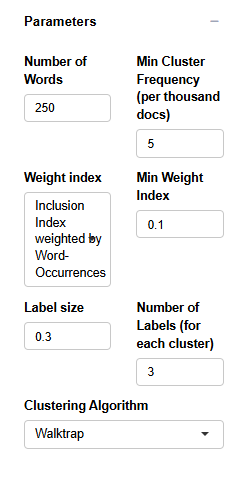 Parameters
Number of
Words
250
Min Cluster
Frequency
(per thousand
docs)
5
Weight index
Inclusion
Index
weighted by
Word-
Occurrences
Min Weight
Index
0.1
Label size
0.3
Number of
Labels (for
each cluster)
3
Clustering Algorithm
Walktrap